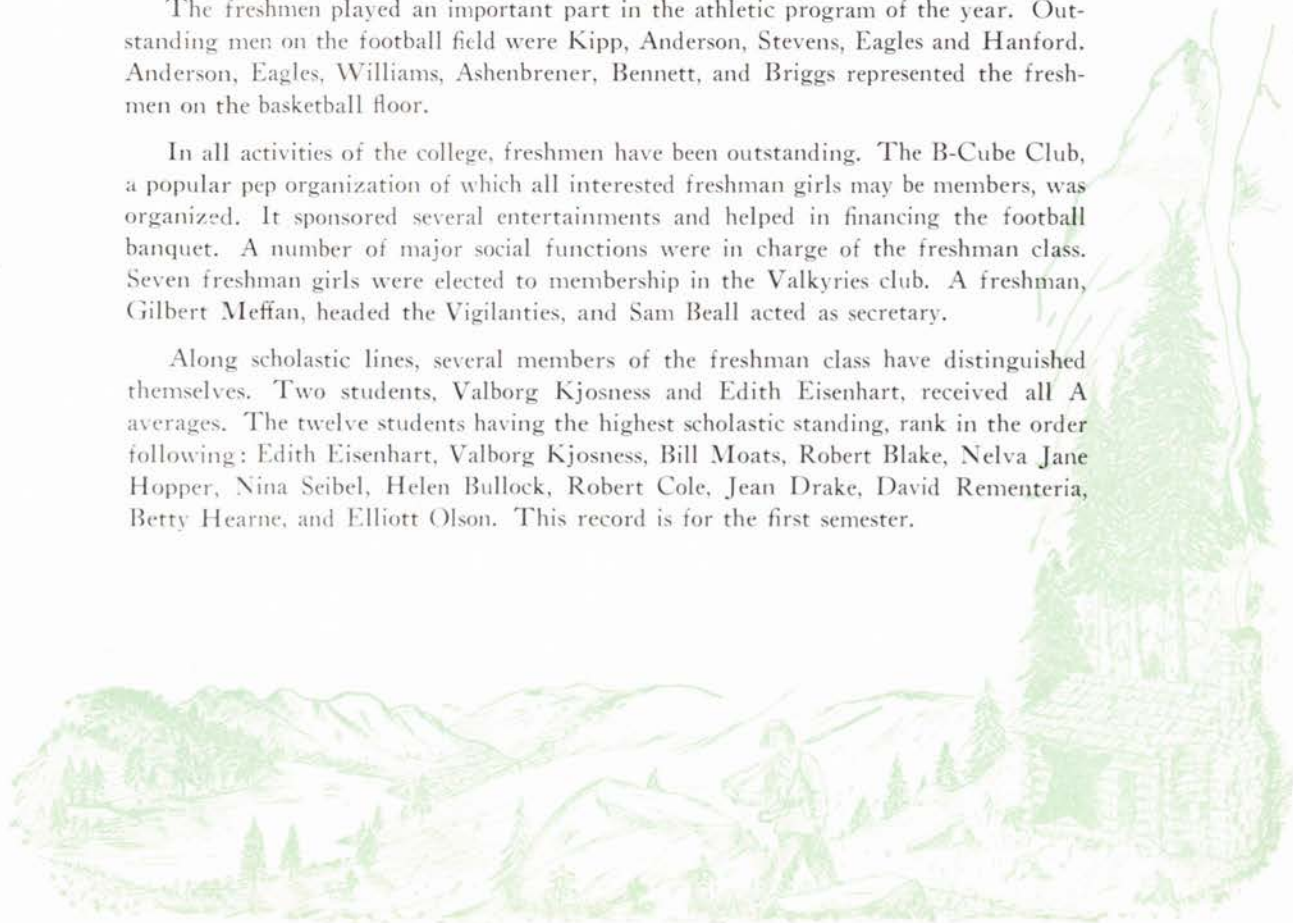 The freshmen played an important part in the athletic program of the year. Out-
standing men on the football field were Kipp, Anderson, Stevens, Eagles and Hanford.
Anderson, Eagles, Williams, Ashenbrener, Bennett, and Briggs represented the fresh-
men on the basketball floor.
In all activities of the college, freshmen have been outstanding. The B-Cube Club,
a popular pep organization of which all interested freshman girls may be members, was
organized. It sponsored several entertainments and helped in financing the football
banquet. A number of major social functions were in charge of the freshman class.
Seven freshman girls were elected to membership in the Valkyries club. A freshman,
Gilbert Meffan, headed the Vigilanties, and Sam Beall acted as secretary.
Along scholastic lines, several members of the freshman class have distinguished
themselves. Two students, Valborg Kjosness and Edith Eisenhart, received all A
averages. The twelve students having the highest scholastic standing, rank in the order
following: Edith Eisenhart, Valborg Kjosness, Bill Moats, Robert Blake, Nelva Jane
Hopper, Nina Seibel, Helen Bullock, Robert Cole, Jean Drake, David Rementeria,
Betty Hearne, and Elliott Olson. This record is for the first semester.